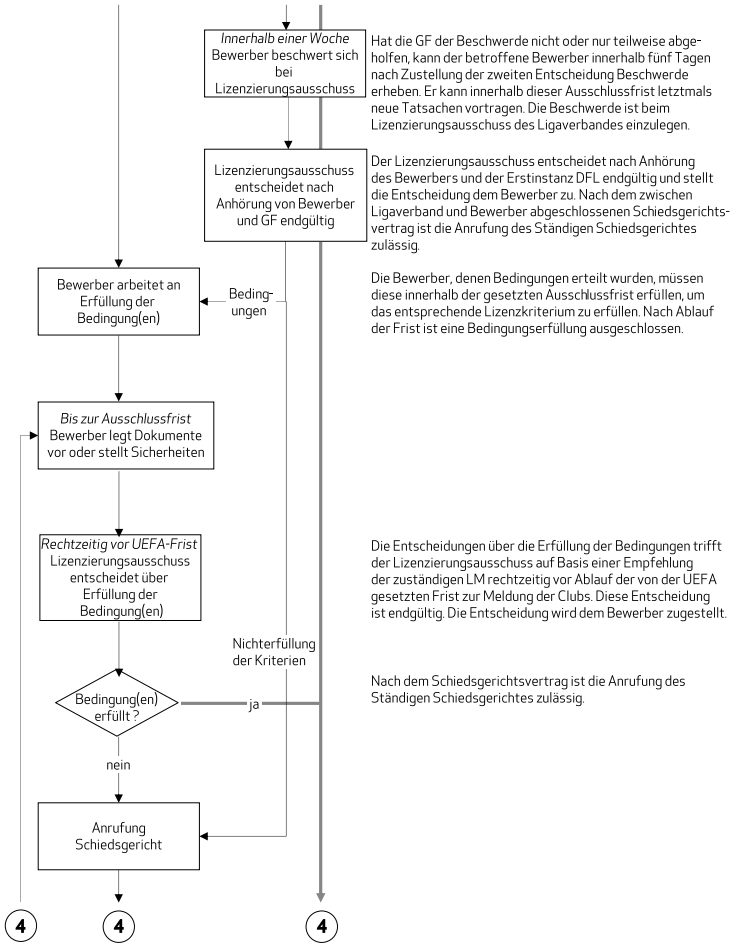 Innerhalb einer Woche
Bewerber beschwert sich
bei
Lizenzierungsausschuss
Hat die GF der Beschwerde nicht oder nur teilweise abge-
holfen, kann der betroffene Bewerber innerhalb fünf Tagen
nach Zustellung der zweiten Entscheidung Beschwerde
erheben. Er kann innerhalb dieser Ausschlussfrist letztmals
neue Tatsachen vortragen. Die Beschwerde ist beim
Lizenzierungsausschuss des Ligaverbandes einzulegen.
Lizenzierungsausschuss
entscheidet nach
Anhörung von Bewerber
und GF endgültig
Der Lizenzierungsausschuss entscheidet nach Anhörung
des Bewerbers und der Erstinstanz DFL endgültig und stellt
die Entscheidung dem Bewerber zu. Nach dem zwischen
Ligaverband und Bewerber abgeschlossenen Schiedsgerichts-
vertrag ist die Anrufung des Ständigen Schiedsgerichtes
zulässig.
Bewerber arbeitet an
Erfüllung der
Bedingung(en)
Beding-
ungen
Die Bewerber, denen Bedingungen erteilt wurden, müssen
diese innerhalb der gesetzten Ausschlussfrist erfüllen, um
das entsprechende Lizenzkriterium zu erfüllen. Nach Ablauf
der Frist ist eine Bedingungserfüllung ausgeschlossen.
Bis zur Ausschlussfrist
Bewerber legt Dokumente
vor oder stellt Sicherheiten
Rechtzeitig vor UEFA-Frist
Lizenzierungsausschuss
entscheidet über
Erfüllung der
Bedingung(en)
Die Entscheidungen über die Erfüllung der Bedingungen trifft
der Lizenzierungsausschuss auf Basis einer Empfehlung
der zuständigen LM rechtzeitig vor Ablauf der von der UEFA
gesetzten Frist zur Meldung der Clubs. Diese Entscheidung
ist endgültig. Die Entscheidung wird dem Bewerber zugestellt.
Nichterfüllung
der Kriterien
Bedingung(en)
erfüllt ?
ja
Nach dem Schiedsgerichtsvertrag ist die Anrufung des
Ständigen Schiedsgerichtes zulässig.
nein
Anrufung
Schiedsgericht
4
4
4